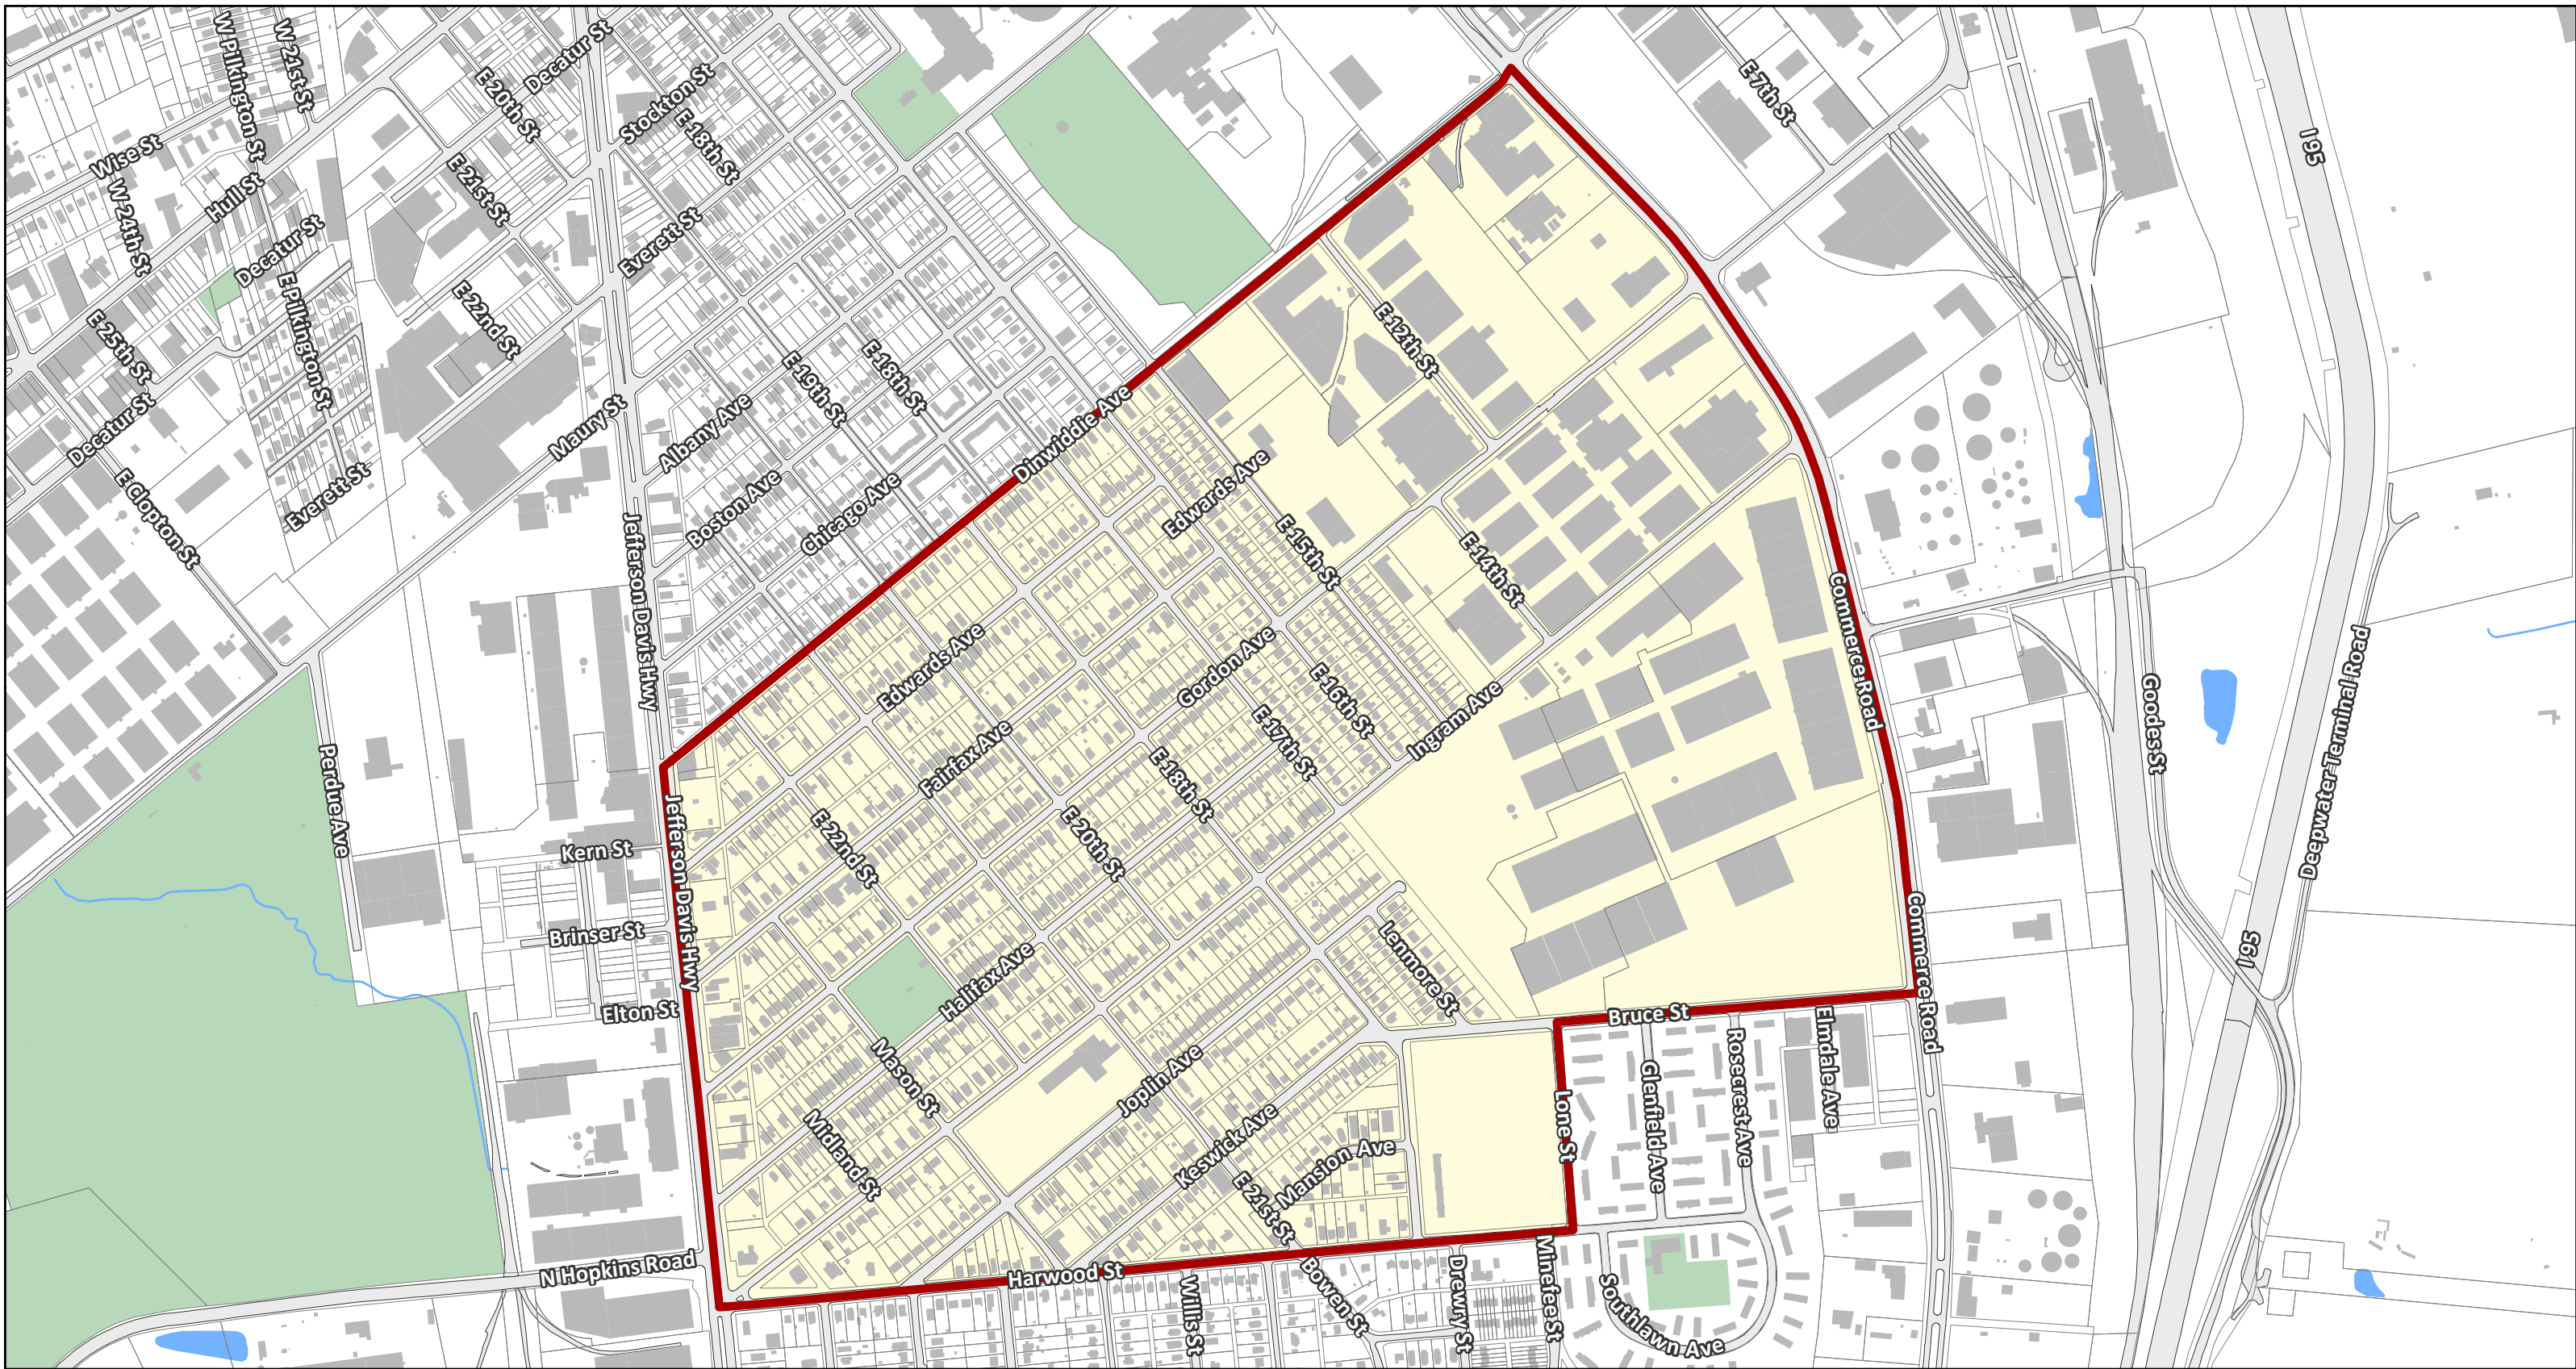 W Pilkington St
W 21st St
E 20th St
Decatur St
Stockton St
E 18th St
E 7th St
I 95
Wise St
W 24th St
Hull St
E 21st St
Everett St
Decatur St
E Pilkington St
E 22nd St
E 25th St
E 12th St
E 19th St
E 18th St
Dinwiddie Ave
Albany Ave
Maury St
Decatur St
Boston Ave
Chicago Ave
Edwards Ave
Everett St
E Clopton St
Jefferson Davis Hwy
E 15th St
E 14th St
Commerce Road
Edwards Ave
Gordon Ave
E 16th St
Ingram Ave
Goodes St
Deepwater Terminal Road
Fairfax Ave
E 17th St
E 18th St
Perdue Ave
Jefferson Davis Hwy
Kern St
E 22nd St
E 20th St
Brinser St
Halifax Ave
Lenmore St
Commerce Road
I 95
Elton St
Bruce St
Mason St
Joplin Ave
Lone St
Glenfield Ave
Rosecrest Ave
Elmdale Ave
Midland St
Keswick Ave
Mansion Ave
E 21st St
N Hopkins Road
Harwood St
Willis St
Bowen St
Drewry St
Minefee St
Southlawn Ave